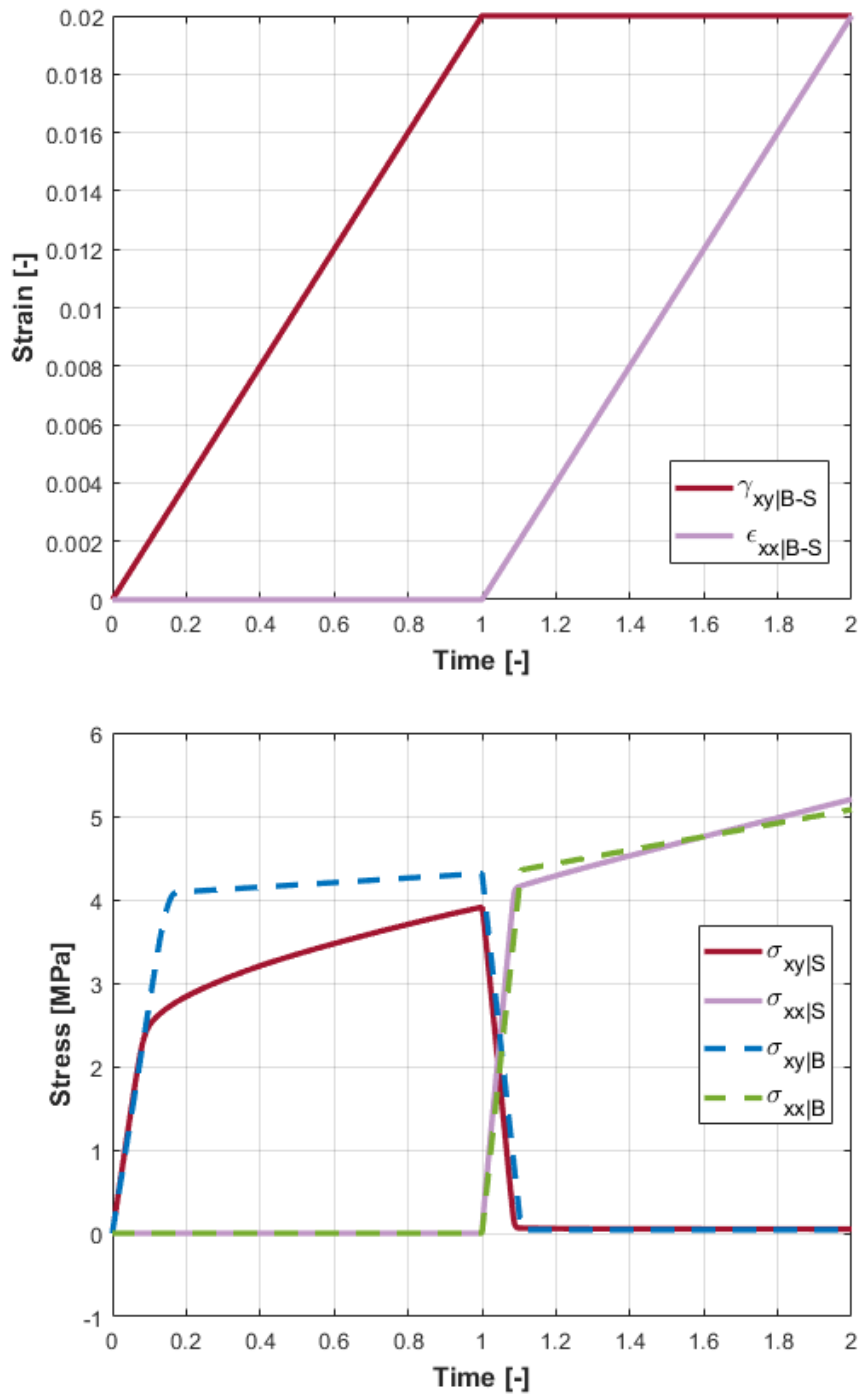 0.02
0.018
0.016
0.014
0.012
0.01
0.008
0.006
0.004
0.002
0
Strain [-]
γxy|B-S
ϵxx|B-S
0 0.2 0.4 0.6 0.8 1 1.2 1.4 1.6 1.8 2
Time [-]
6
5
4
3
2
1
0
-1
Stress [MPa]
σxy|S
σxx|S
σxy|B
σxx|B
0 0.2 0.4 0.6 0.8 1 1.2 1.4 1.6 1.8 2
Time [-]